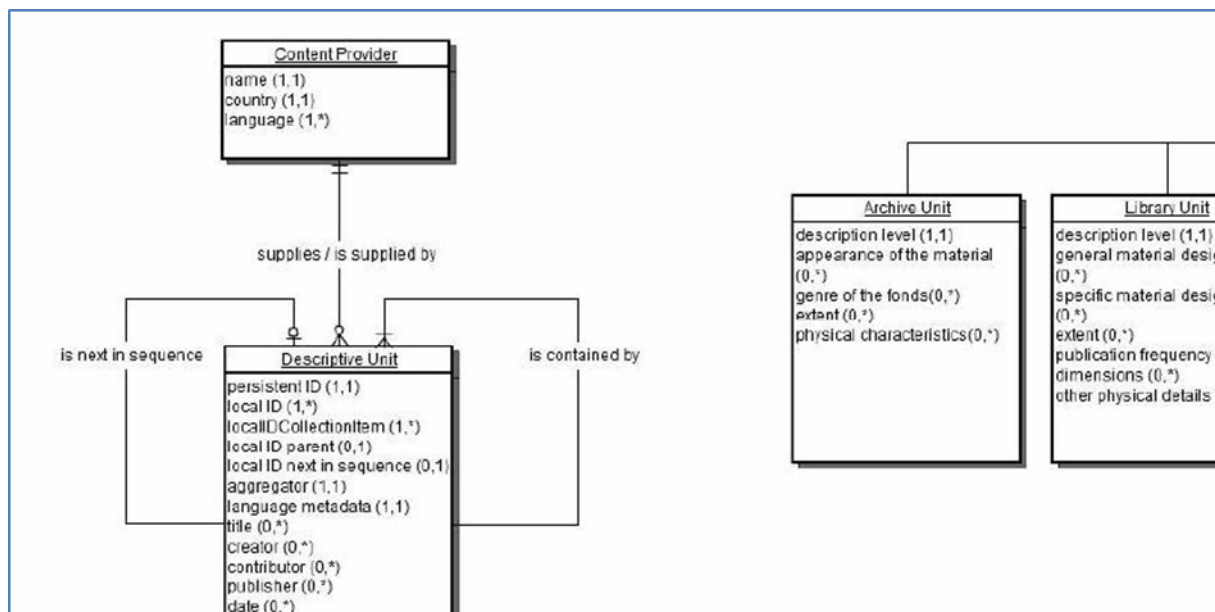 Content Provider
name (1,1)
country (1,1)
language (1,*)
supplies / is supplied by
is next in sequence
is contained by
Descriptive Unit
persistent ID (1,1)
local ID (1,*)
localIDCollectionItem (1,*)
local ID parent (0,1)
local ID next in sequence (0,1)
aggregator (1,1)
language metadata (1,1)
title (0,*)
creator (0,*)
contributor (0,*)
publisher (0,*)
date (0,*)
Archive Unit
description level (1,1)
appearance of the material
(0,*)
genre of the fonds(0,*)
extent (0,*)
physical characteristics(0,*)
Library Unit
description level (1,1)
general material desig
(0,*)
specific material desig
(0,*)
extent (0,*)
publication frequency
dimensions (0,*)
other physical details